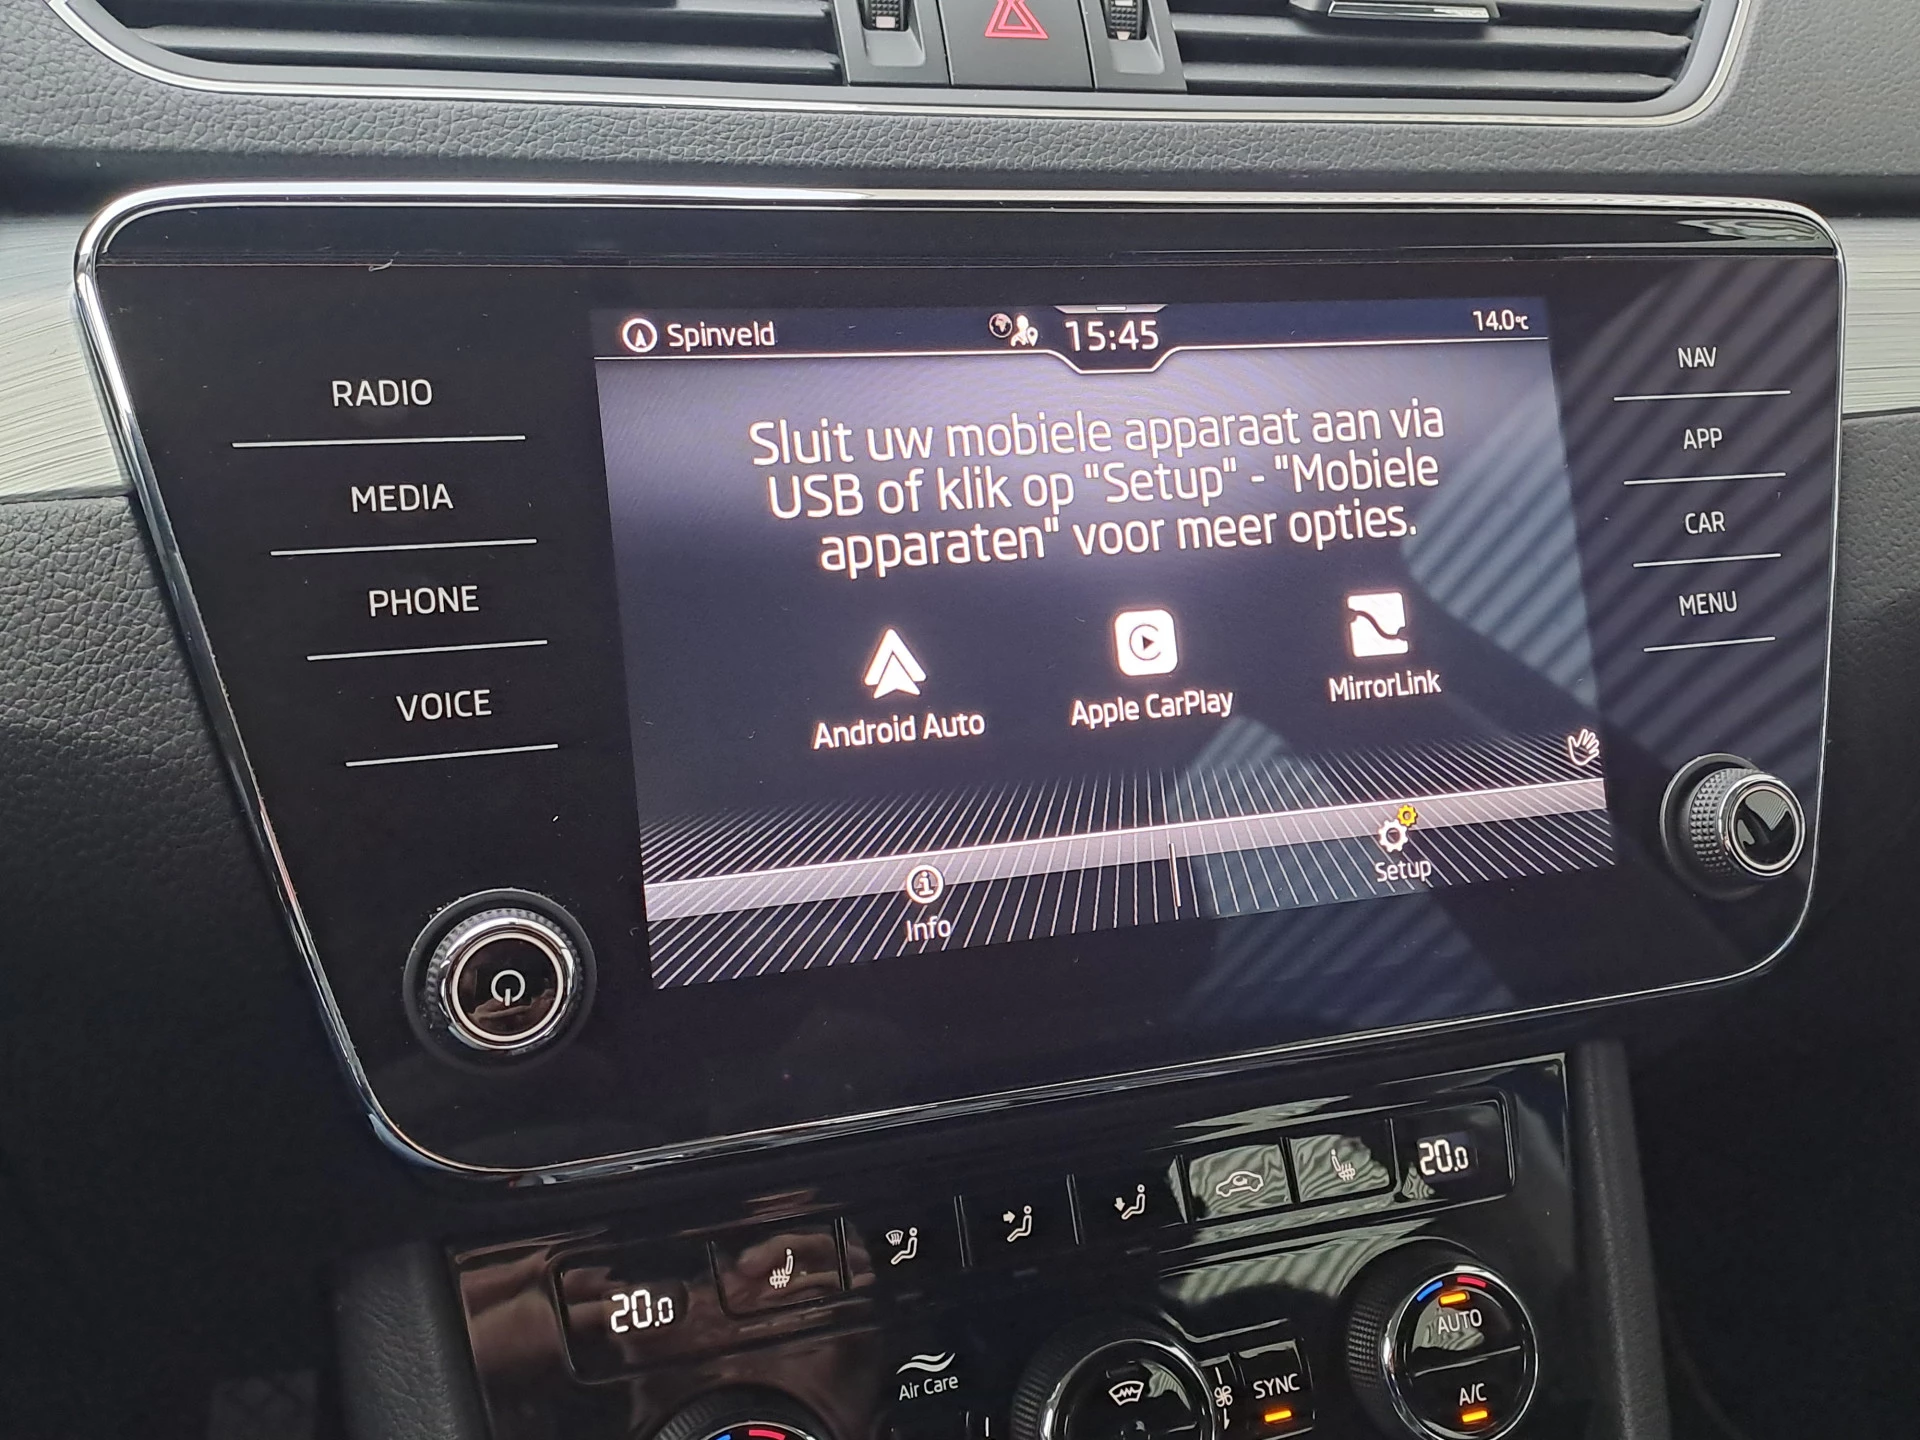 Spinveld
15:45
14.0°C
RADIO
MEDIA
PHONE
VOICE
Sluit uw mobiele apparaat aan via
USB of klik op "Setup" - "Mobiele
apparaten" voor meer opties.
Android Auto
Apple CarPlay
MirrorLink
Info
Setup
NAV
APP
CAR
MENU
20.0
20.0
Air Care
SYNC
AUTO
A/C